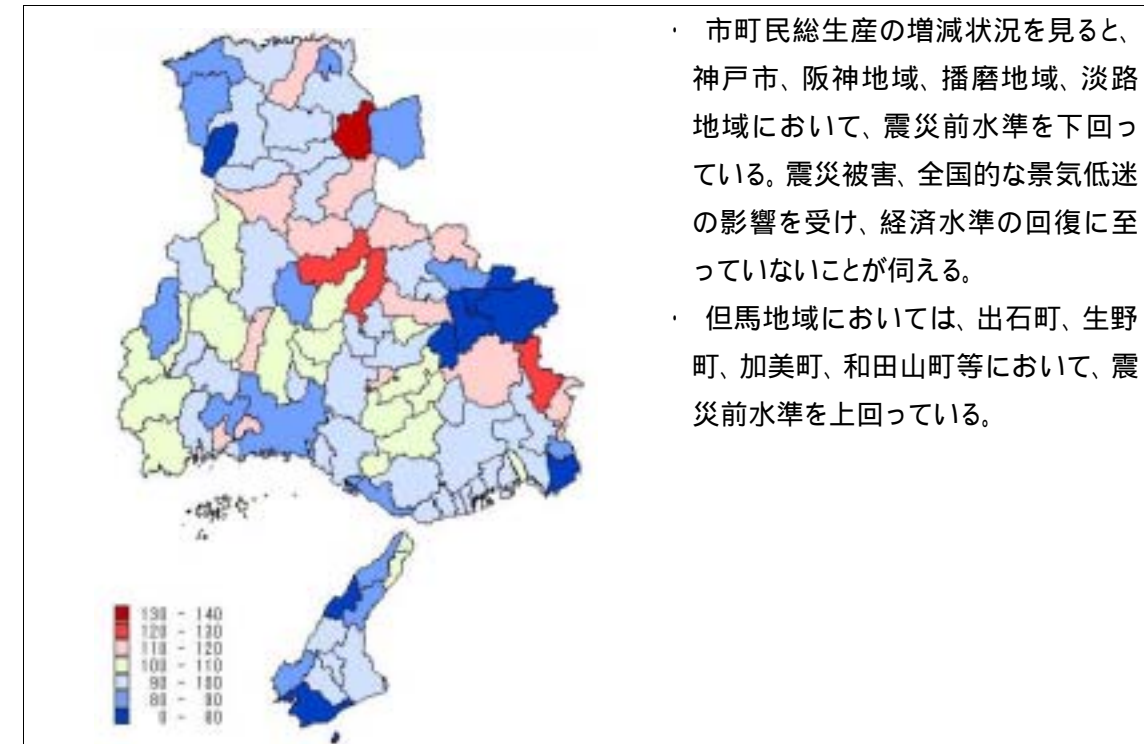 ・　市町民総生産の増減状況を見ると、
神戸市、阪神地域、播磨地域、淡路
地域において、震災前水準を下回っ
ている。震災被害、全国的な景気低迷
の影響を受け、経済水準の回復に至
っていないことが伺える。
・　但馬地域においては、出石町、生野
町、加美町、和田山町等において、震
災前水準を上回っている。
130 - 140
120 - 130
110 - 120
100 - 110
90 - 100
80 - 90
0 - 80